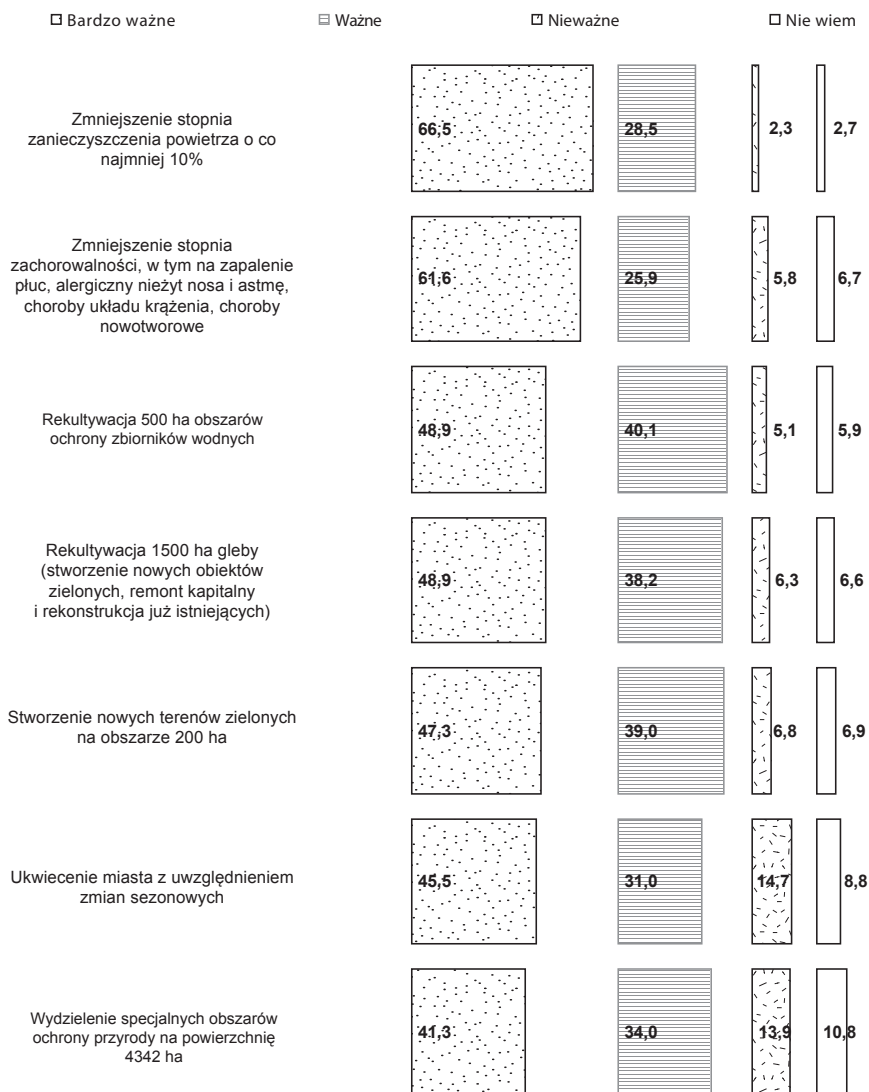 Bardzo ważne Ważne Nieważne Nie wiem
Zmniejszenie stopnia
zanieczyszczenia powietrza o co
najmniej 10%
66,5 28,5 2,3 2,7
Zmniejszenie stopnia
zachorowalności, w tym na zapalenie
płuc, alergiczny nieżyt nosa i astmę,
choroby układu krążenia, choroby
nowotworowe
61,6 25,9 5,8 6,7
Rekultywacja 500 ha obszarów
ochrony zbiorników wodnych
48,9 40,1 5,1 5,9
Rekultywacja 1500 ha gleby
(stworzenie nowych obiektów
zielonych, remont kapitalny
i rekonstrukcja już istniejących)
48,9 38,2 6,3 6,6
Stworzenie nowych terenów zielonych
na obszarze 200 ha
47,3 39,0 6,8 6,9
Ukwiecenie miasta z uwzględnieniem
zmian sezonowych
45,5 31,0 14,7 8,8
Wydzielenie specjalnych obszarów
ochrony przyrody na powierzchnię
4342 ha
41,3 34,0 13,9 10,8